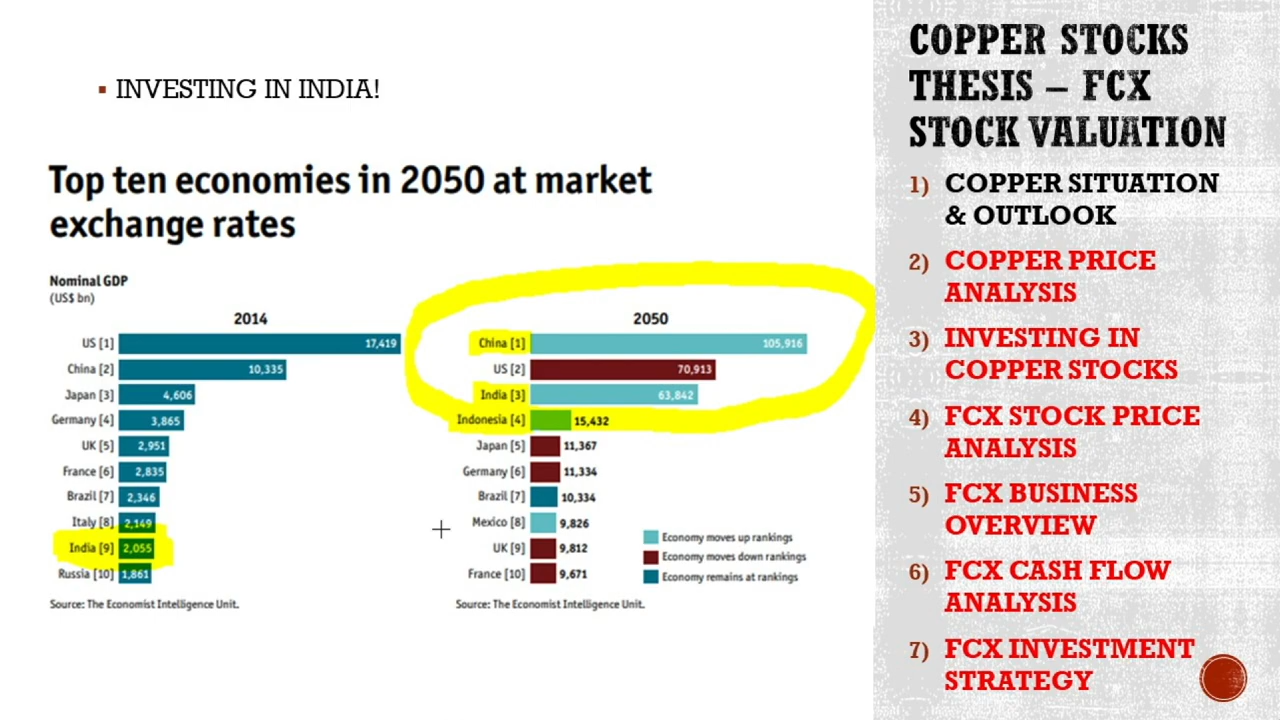 INVESTING IN INDIA!
Top ten economies in 2050 at market
exchange rates
Nominal GDP
(US$ bn)
2014
US [1] 17,419
China [2] 10,335
Japan [3] 4,606
Germany [4] 3,865
UK [5] 2,951
France [6] 2,835
Brazil [7] 2,346
Italy [8] 2,149
India [9] 2,055
Russia [10] 1,861
Source: The Economist Intelligence Unit.
2050
China [1] 105,916
US [2] 70,913
India [3] 63,842
Indonesia [4] 15,432
Japan [5] 11,367
Germany [6] 11,334
Brazil [7] 10,334
Mexico [8] 9,826
UK [9] 9,812
France [10] 9,671
Economy moves up rankings
Economy moves down rankings
Economy remains at rankings
Source: The Economist Intelligence Unit.
COPPER STOCKS
THESIS – FCX
STOCK VALUATION
1) COPPER SITUATION
& OUTLOOK
2) COPPER PRICE
ANALYSIS
3) INVESTING IN
COPPER STOCKS
4) FCX STOCK PRICE
ANALYSIS
5) FCX BUSINESS
OVERVIEW
6) FCX CASH FLOW
ANALYSIS
7) FCX INVESTMENT
STRATEGY